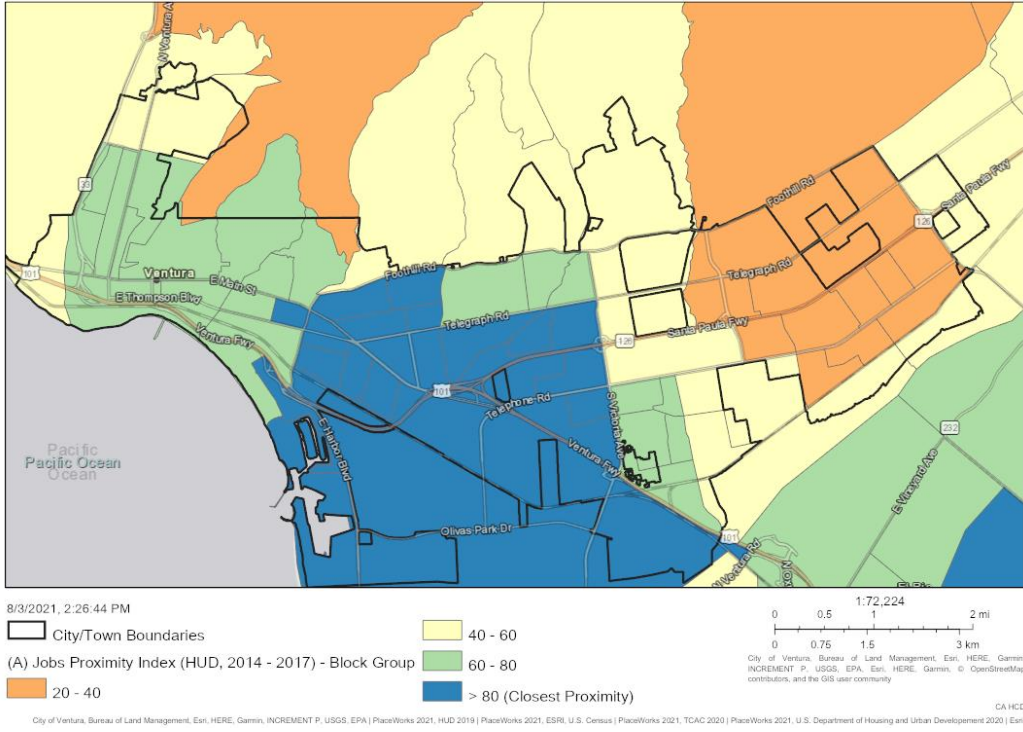 N Ventura A
33
Foothill Rd
Santa Paula Fwy
126
101
Ventura
E Main St
Foothill Rd
Telegraph Rd
E Thompson Blvd
Telegraph Rd
Santa Paula Fwy
Ventura Fwy
126
101
Telephone Rd
S Victoria Ave
232
E Harbor Blvd
Ventura Fwy
E Vineyard Ave
Pacific
Pacific Ocean
Ocean
Olivas Park Dr
101
N Ventura Rd
8/3/2021, 2:26:44 PM
City/Town Boundaries
(A) Jobs Proximity Index (HUD, 2014 - 2017) - Block Group
20 - 40
40 - 60
60 - 80
> 80 (Closest Proximity)
1:72,224
0 0.5 1 2 mi
0 0.75 1.5 3 km
City of Ventura, Bureau of Land Management, Esri, HERE, Garmin,
INCREMENT P, USGS, EPA, Esri, HERE, Garmin, © OpenStreetMap
contributors, and the GIS user community
CA HCD
City of Ventura, Bureau of Land Management, Esri, HERE, Garmin, INCREMENT P, USGS, EPA | PlaceWorks 2021, HUD 2019 | PlaceWorks 2021, ESRI, U.S. Census | PlaceWorks 2021, TCAC 2020 | PlaceWorks 2021, U.S. Department of Housing and Urban Developement 2020 | Esri